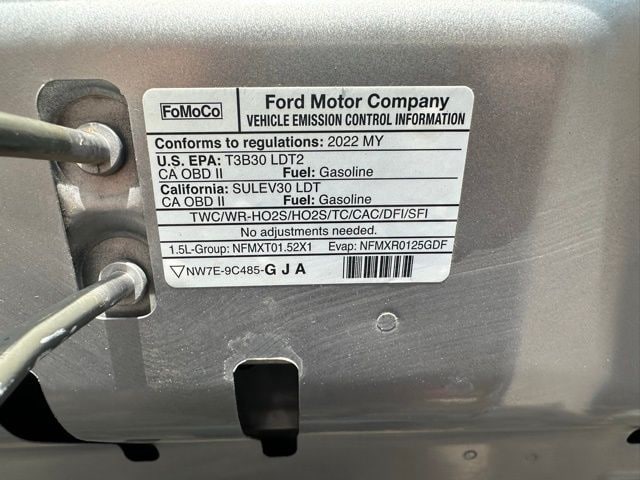 FoMoCo
Ford Motor Company
VEHICLE EMISSION CONTROL INFORMATION
Conforms to regulations: 2022 MY
U.S. EPA: T3B30 LDT2
CA OBD II Fuel: Gasoline
California: SULEV30 LDT
CA OBD II Fuel: Gasoline
TWC/WR-HO2S/HO2S/TC/CAC/DFI/SFI
No adjustments needed.
1.5L-Group: NFMXT01.52X1 Evap: NFMXR0125GDF
NW7E-9C485-G J A